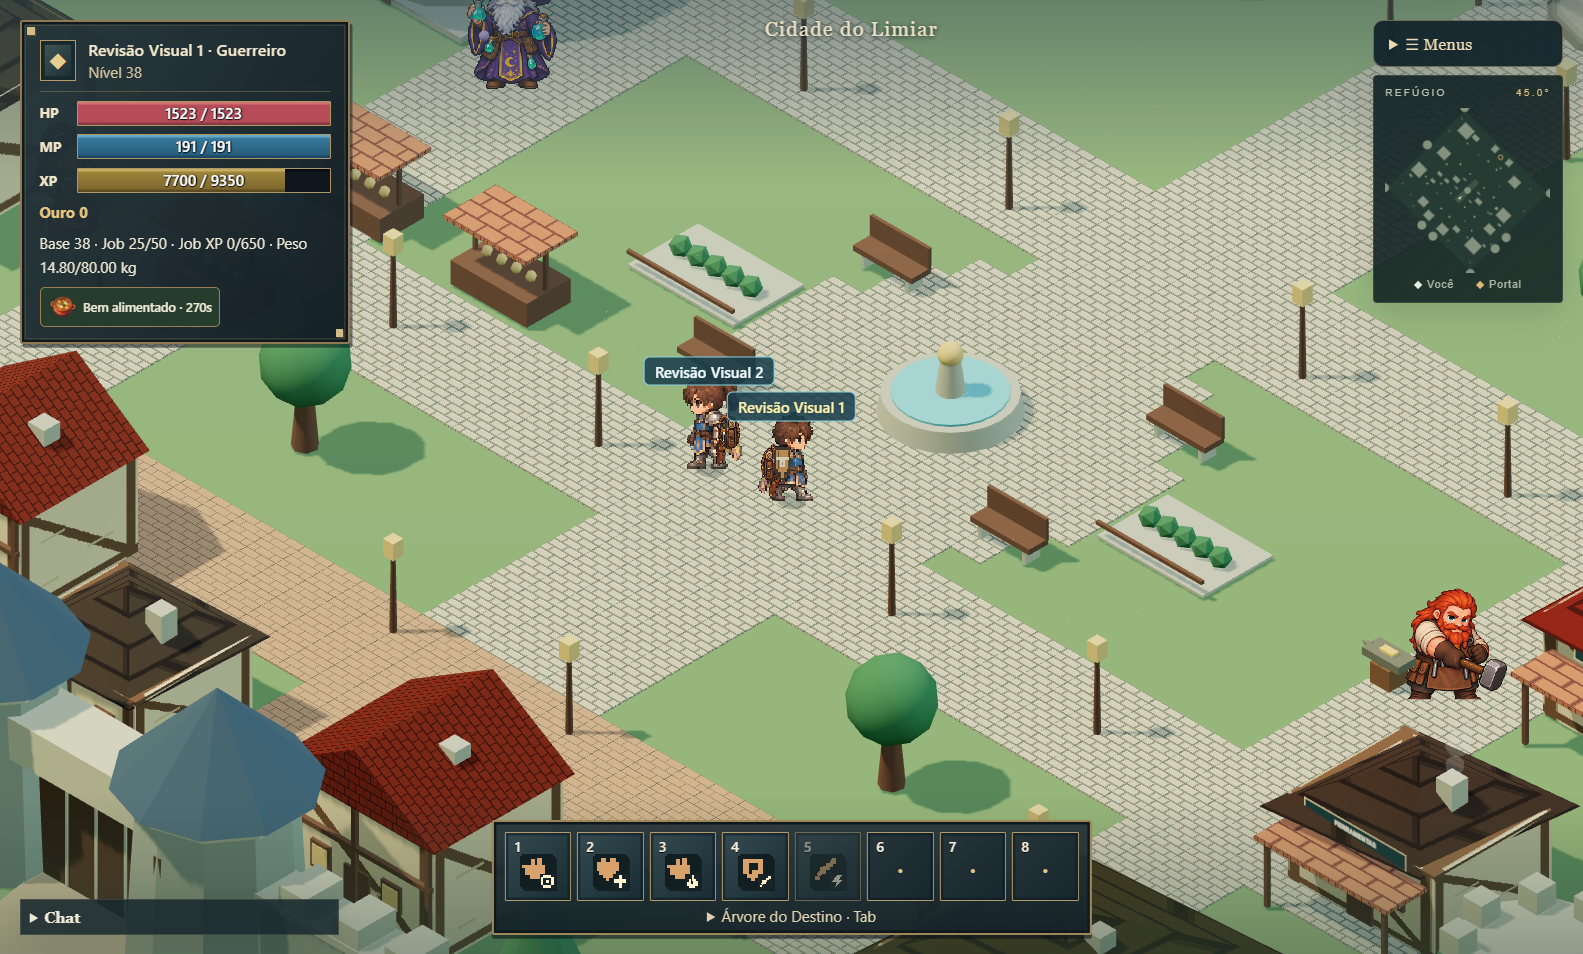 Cidade do Limiar
Revisão Visual 1 · Guerreiro
Nível 38
HP 1523 / 1523
MP 191 / 191
XP 7700 / 9350
Ouro 0
Base 38 · Job 25/50 · Job XP 0/650 · Peso
14.80/80.00 kg
Bem alimentado · 270s
☰ Menus
REFÚGIO 45.0°
Você Portal
Revisão Visual 2
Revisão Visual 1
1 2 3 4 5 6 7 8
Árvore do Destino · Tab
Chat